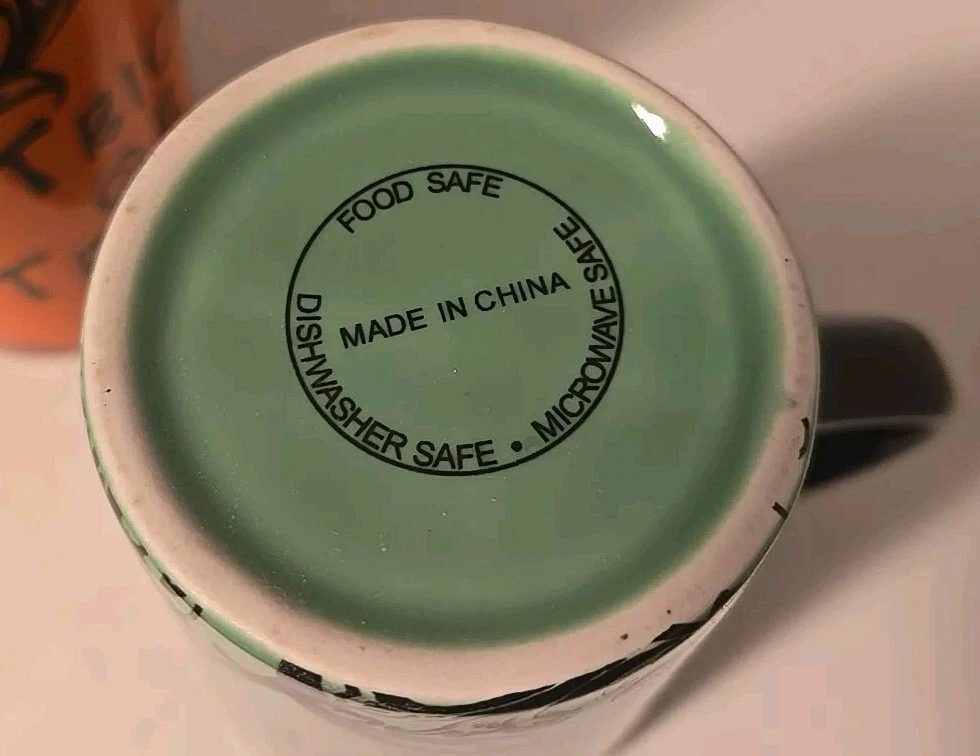 FOOD SAFE
MADE IN CHINA
DISHWASHER SAFE • MICROWAVE SAFE